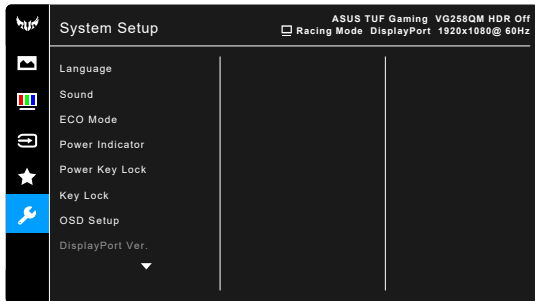 System Setup
ASUS TUF Gaming VG258QM HDR Off
Racing Mode DisplayPort 1920x1080@ 60Hz
Language
Sound
ECO Mode
Power Indicator
Power Key Lock
Key Lock
OSD Setup
DisplayPort Ver.